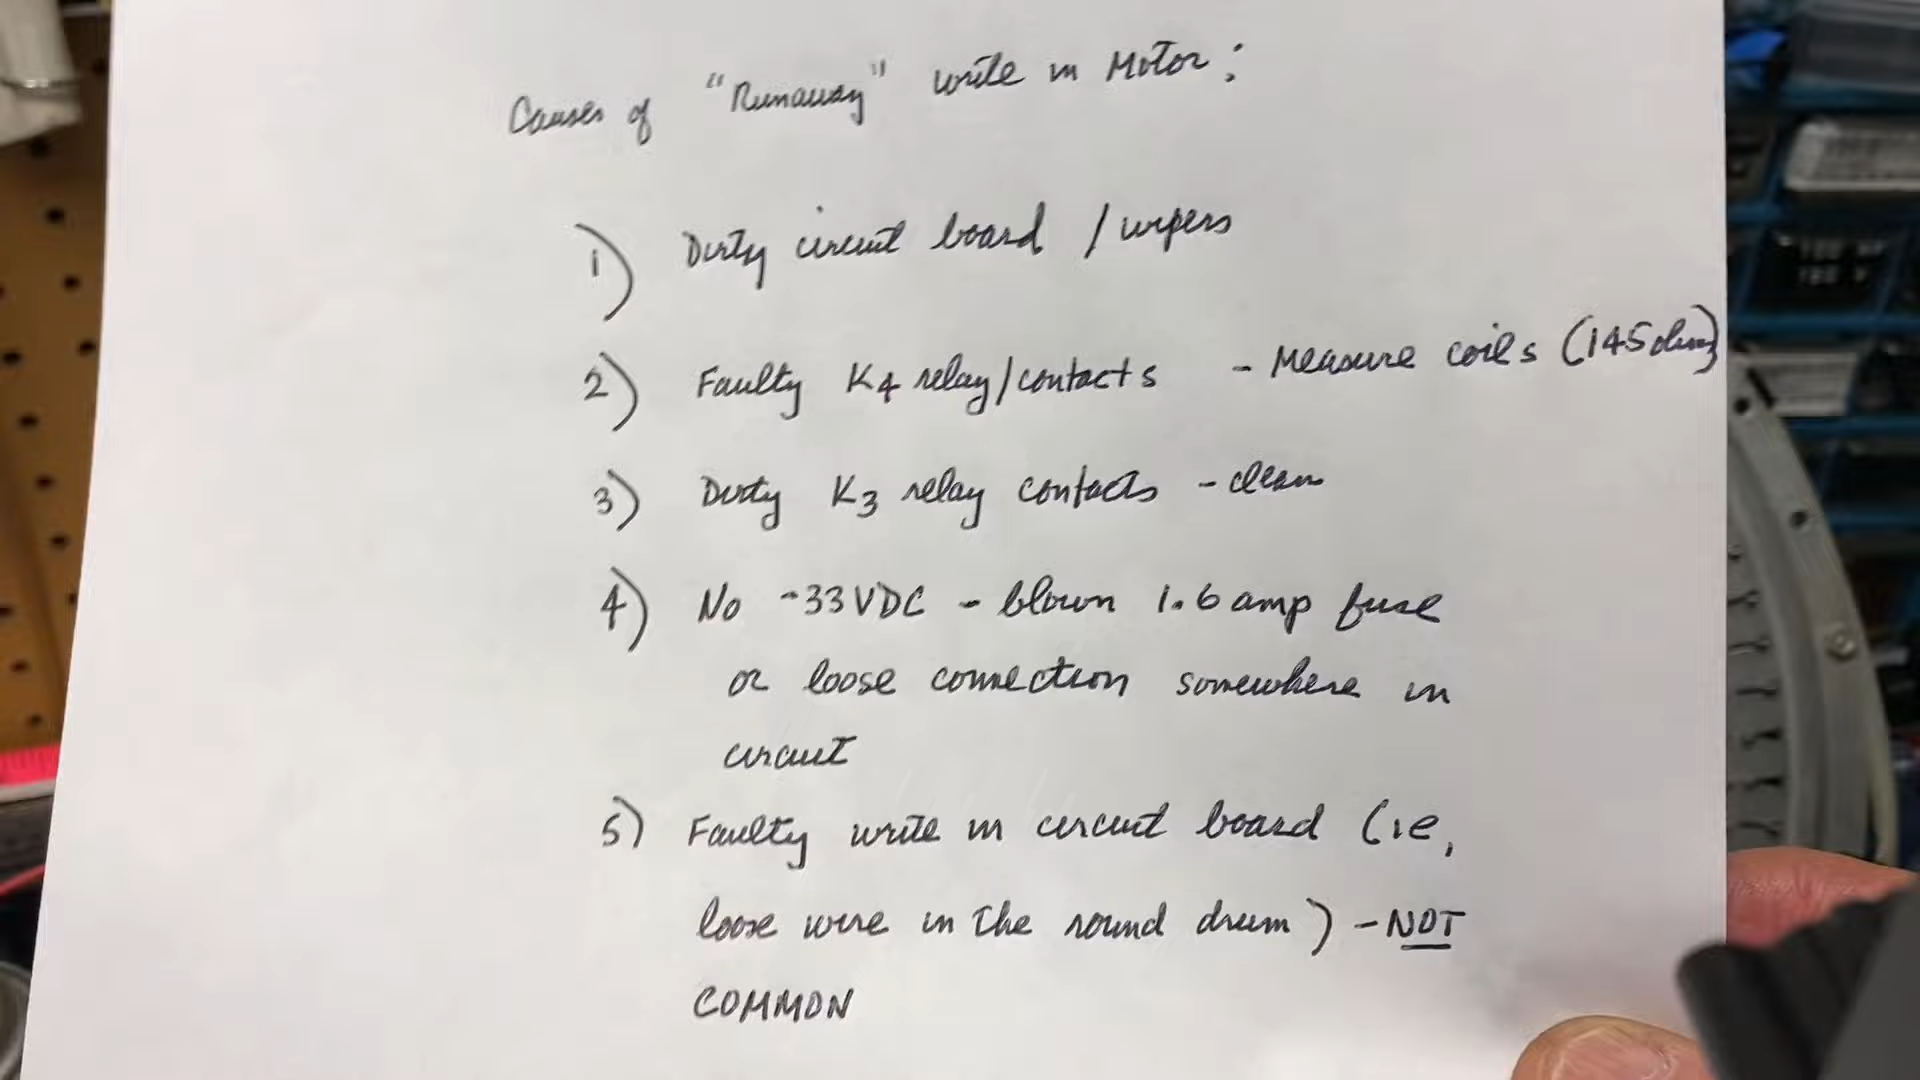 Causes of "Runaway" write in Motor:
1) Dirty circuit board / wipers
2) Faulty K4 relay/contacts - Measure coils (145 ohms)
3) Dirty K3 relay contacts - clean
4) No -33VDC - blown 1.6 amp fuse
or loose connection somewhere in
circuit
5) Faulty write in circuit board (ie,
loose wire in the round drum) - NOT
COMMON